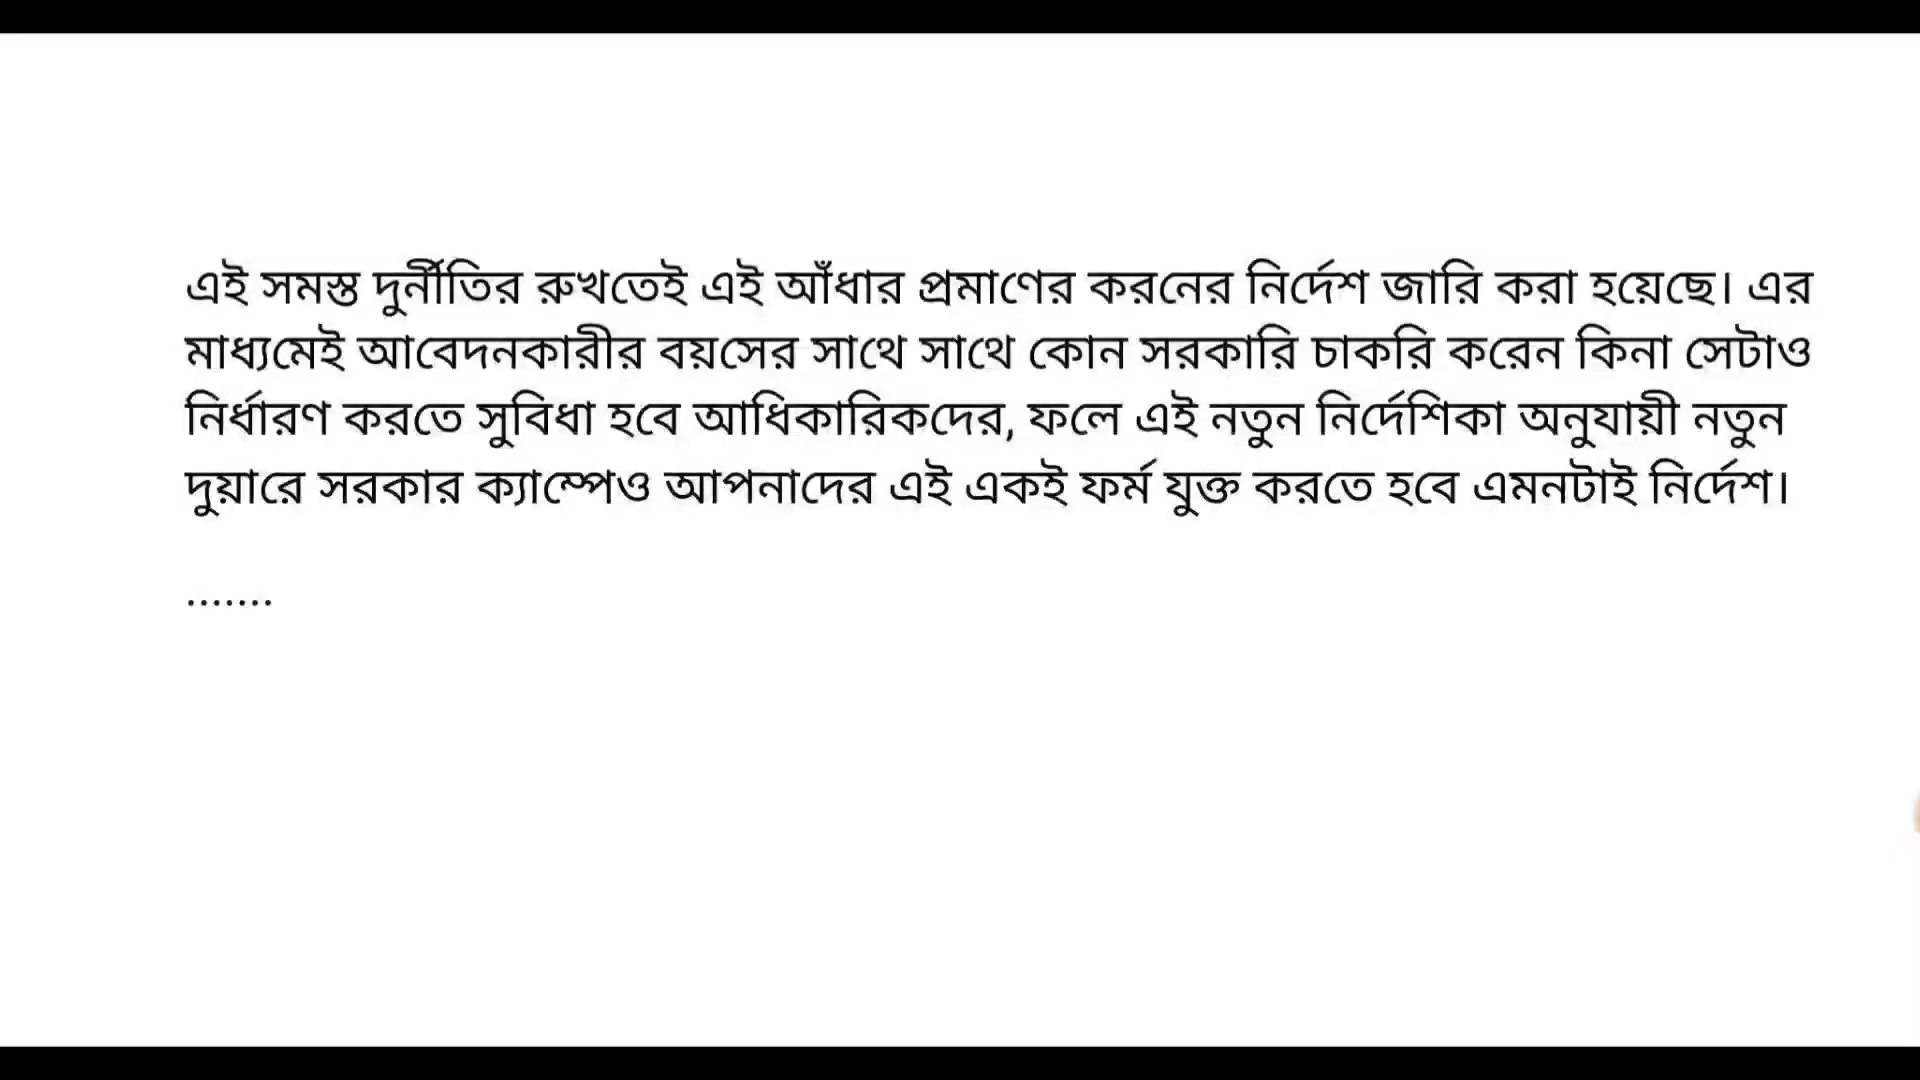 এই সমস্ত দুর্নীতির রুখতেই এই আঁধার প্রমাণের করনের নির্দেশ জারি করা হয়েছে। এর
মাধ্যমেই আবেদনকারীর বয়সের সাথে সাথে কোন সরকারি চাকরি করেন কিনা সেটাও
নির্ধারণ করতে সুবিধা হবে আধিকারিকদের, ফলে এই নতুন নির্দেশিকা অনুযায়ী নতুন
দুয়ারে সরকার ক্যাম্পেও আপনাদের এই একই ফর্ম যুক্ত করতে হবে এমনটাই নির্দেশ।
.......